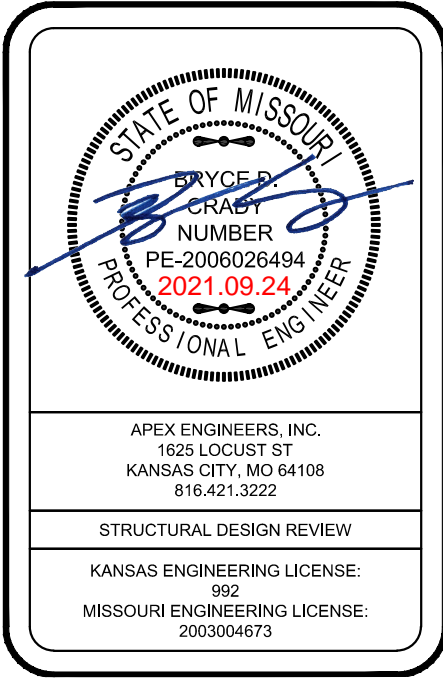 STATE OF MISSOURI
BRYCE D.
CRADY
NUMBER
PE-2006026494
2021.09.24
PROFESSIONAL ENGINEER
APEX ENGINEERS, INC.
1625 LOCUST ST
KANSAS CITY, MO 64108
816.421.3222
STRUCTURAL DESIGN REVIEW
KANSAS ENGINEERING LICENSE:
992
MISSOURI ENGINEERING LICENSE:
2003004673